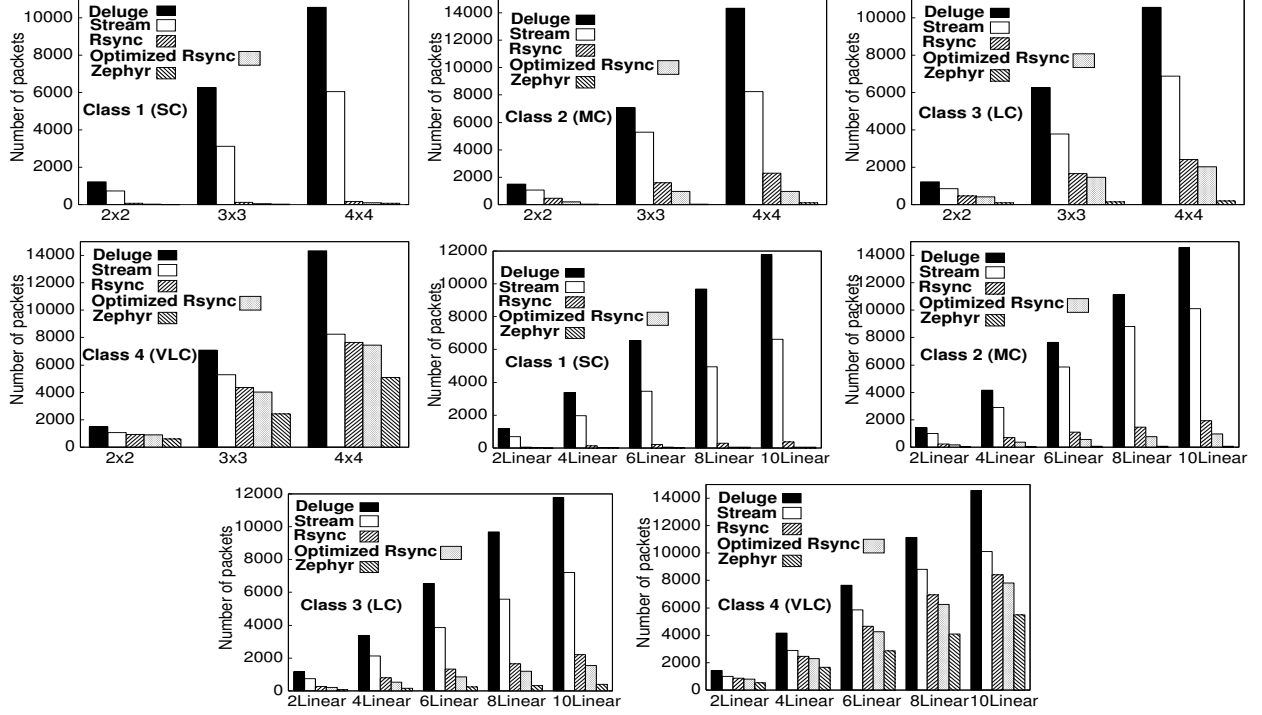 Number of packets
10000
8000
6000
4000
2000
0
Deluge
Stream
Rsync
Optimized Rsync
Zephyr
Class 1 (SC)
2x2 3x3 4x4
Number of packets
14000
12000
10000
8000
6000
4000
2000
0
Deluge
Stream
Rsync
Optimized Rsync
Zephyr
Class 2 (MC)
2x2 3x3 4x4
Number of packets
10000
8000
6000
4000
2000
0
Deluge
Stream
Rsync
Optimized Rsync
Zephyr
Class 3 (LC)
2x2 3x3 4x4
Number of packets
14000
12000
10000
8000
6000
4000
2000
0
Deluge
Stream
Rsync
Optimized Rsync
Zephyr
Class 4 (VLC)
2x2 3x3 4x4
Number of packets
12000
10000
8000
6000
4000
2000
0
Deluge
Stream
Rsync
Optimized Rsync
Zephyr
Class 1 (SC)
2Linear 4Linear 6Linear 8Linear 10Linear
Number of packets
14000
12000
10000
8000
6000
4000
2000
0
Deluge
Stream
Rsync
Optimized Rsync
Zephyr
Class 2 (MC)
2Linear 4Linear 6Linear 8Linear 10Linear
Number of packets
12000
10000
8000
6000
4000
2000
0
Deluge
Stream
Rsync
Optimized Rsync
Zephyr
Class 3 (LC)
2Linear 4Linear 6Linear 8Linear 10Linear
Number of packets
14000
12000
10000
8000
6000
4000
2000
0
Deluge
Stream
Rsync
Optimized Rsync
Zephyr
Class 4 (VLC)
2Linear 4Linear 6Linear 8Linear 10Linear